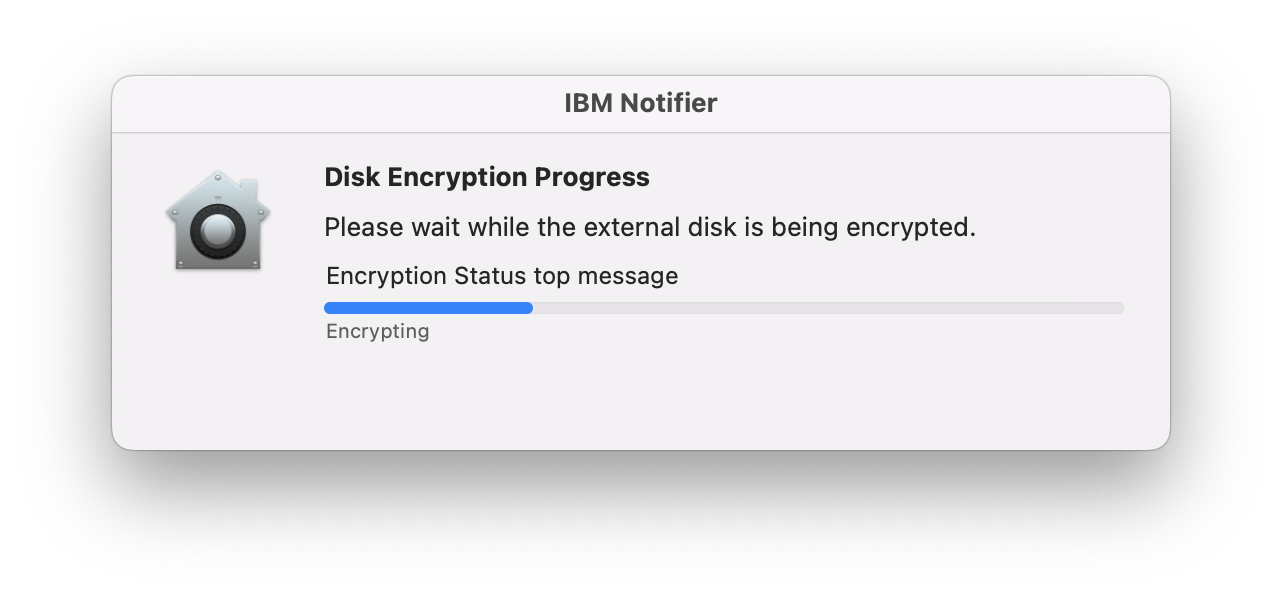 IBM Notifier
Disk Encryption Progress
Please wait while the external disk is being encrypted.
Encryption Status top message
Encrypting